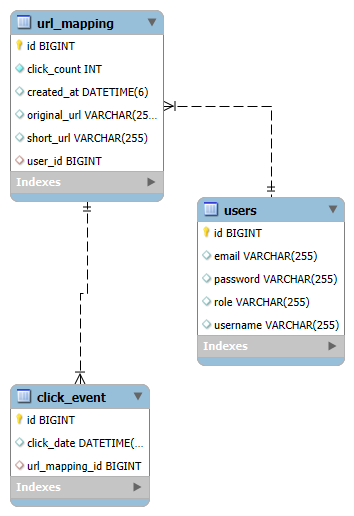 url_mapping
id BIGINT
click_count INT
created_at DATETIME(6)
original_url VARCHAR(25...
short_url VARCHAR(255)
user_id BIGINT
Indexes
users
id BIGINT
email VARCHAR(255)
password VARCHAR(255)
role VARCHAR(255)
username VARCHAR(255)
Indexes
click_event
id BIGINT
click_date DATETIME(...
url_mapping_id BIGINT
Indexes